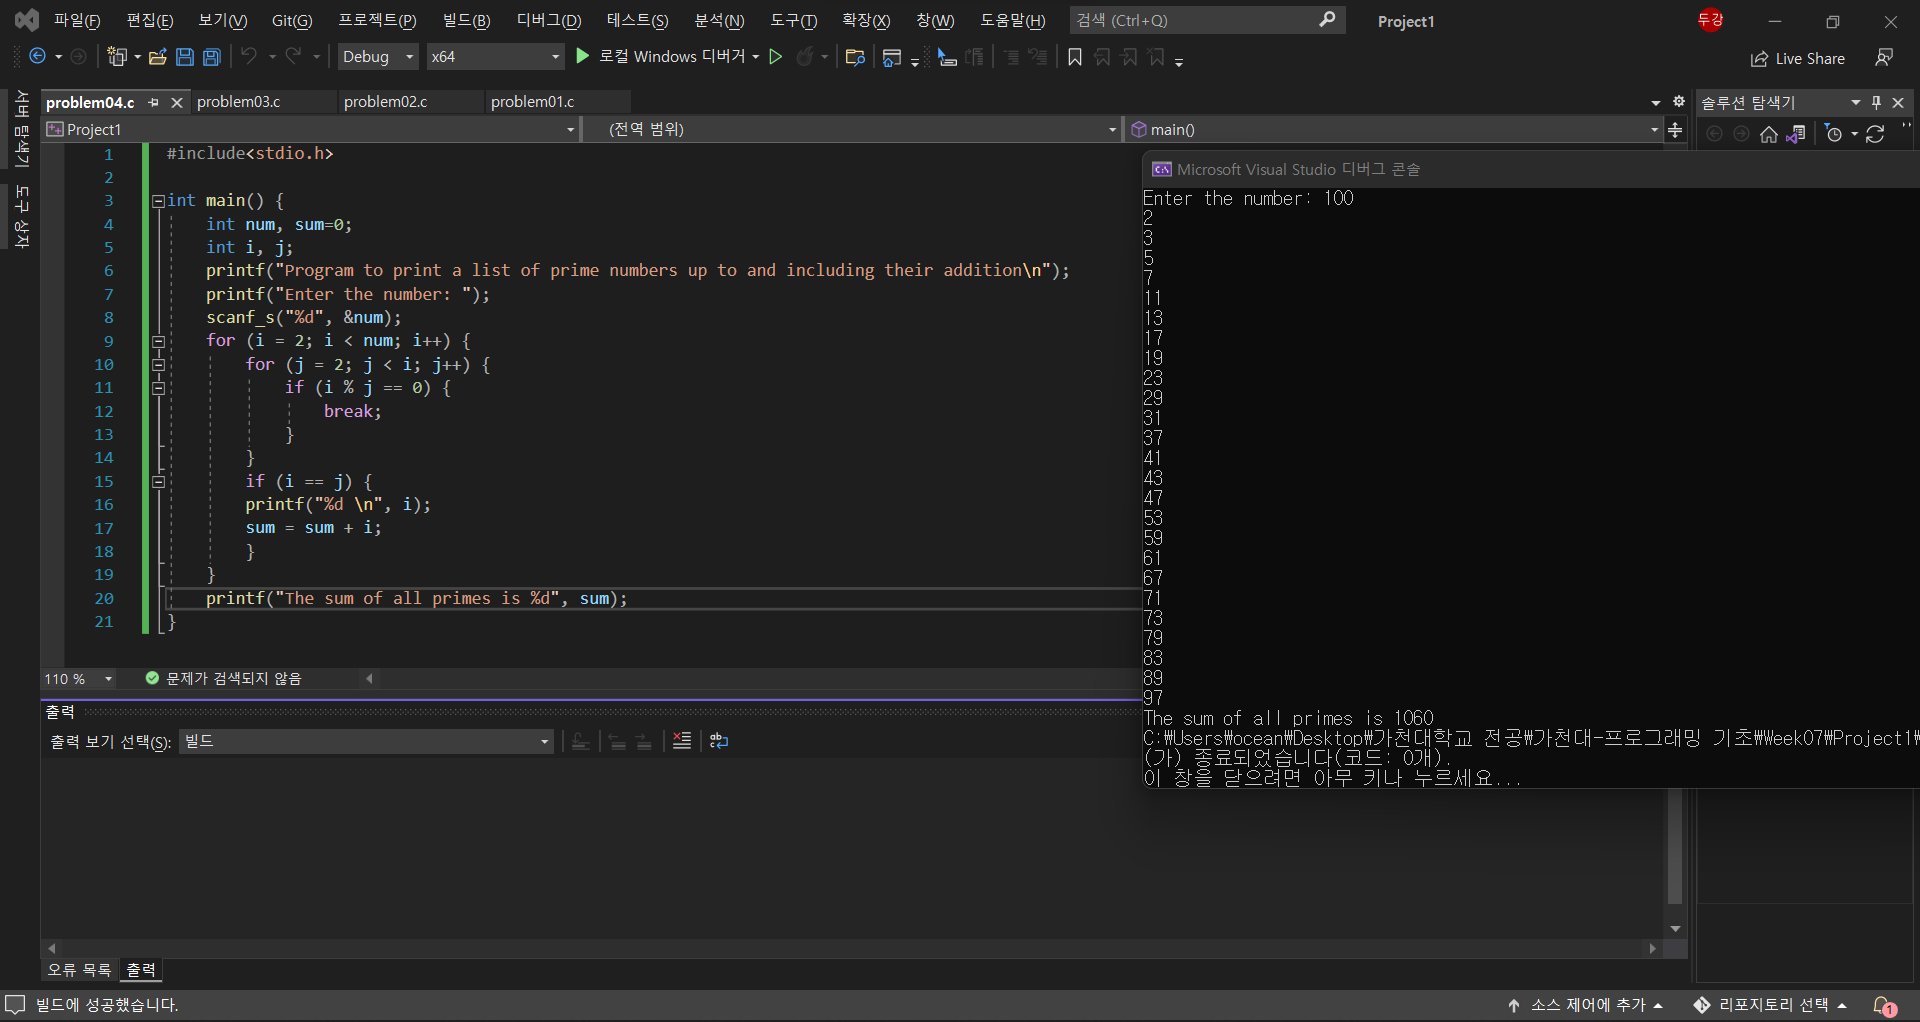 파일(F) 편집(E) 보기(V) Git(G) 프로젝트(P) 빌드(B) 디버그(D) 테스트(S) 분석(N) 도구(T) 확장(X) 창(W) 도움말(H) 검색 (Ctrl+Q) Project1 두강
Debug x64 로컬 Windows 디버거 Live Share
서버 탐색기
도구 상자
problem04.c problem03.c problem02.c problem01.c
Project1 (전역 범위) main()
1 #include<stdio.h>
2
3 int main() {
4 int num, sum=0;
5 int i, j;
6 printf("Program to print a list of prime numbers up to and including their addition\n");
7 printf("Enter the number: ");
8 scanf_s("%d", &num);
9 for (i = 2; i < num; i++) {
10 for (j = 2; j < i; j++) {
11 if (i % j == 0) {
12 break;
13 }
14 }
15 if (i == j) {
16 printf("%d \n", i);
17 sum = sum + i;
18 }
19 }
20 printf("The sum of all primes is %d", sum);
21 }
110 % 문제가 검색되지 않음
출력
출력 보기 선택(S): 빌드
오류 목록 출력
솔루션 탐색기
Microsoft Visual Studio 디버그 콘솔
Enter the number: 100
2
3
5
7
11
13
17
19
23
29
31
37
41
43
47
53
59
61
67
71
73
79
83
89
97
The sum of all primes is 1060
C:₩Users₩ocean₩Desktop₩가천대학교 전공₩가천대-프로그래밍 기초₩Week07₩Project1₩
(가) 종료되었습니다(코드: 0개).
이 창을 닫으려면 아무 키나 누르세요...
빌드에 성공했습니다. 소스 제어에 추가 리포지토리 선택 1